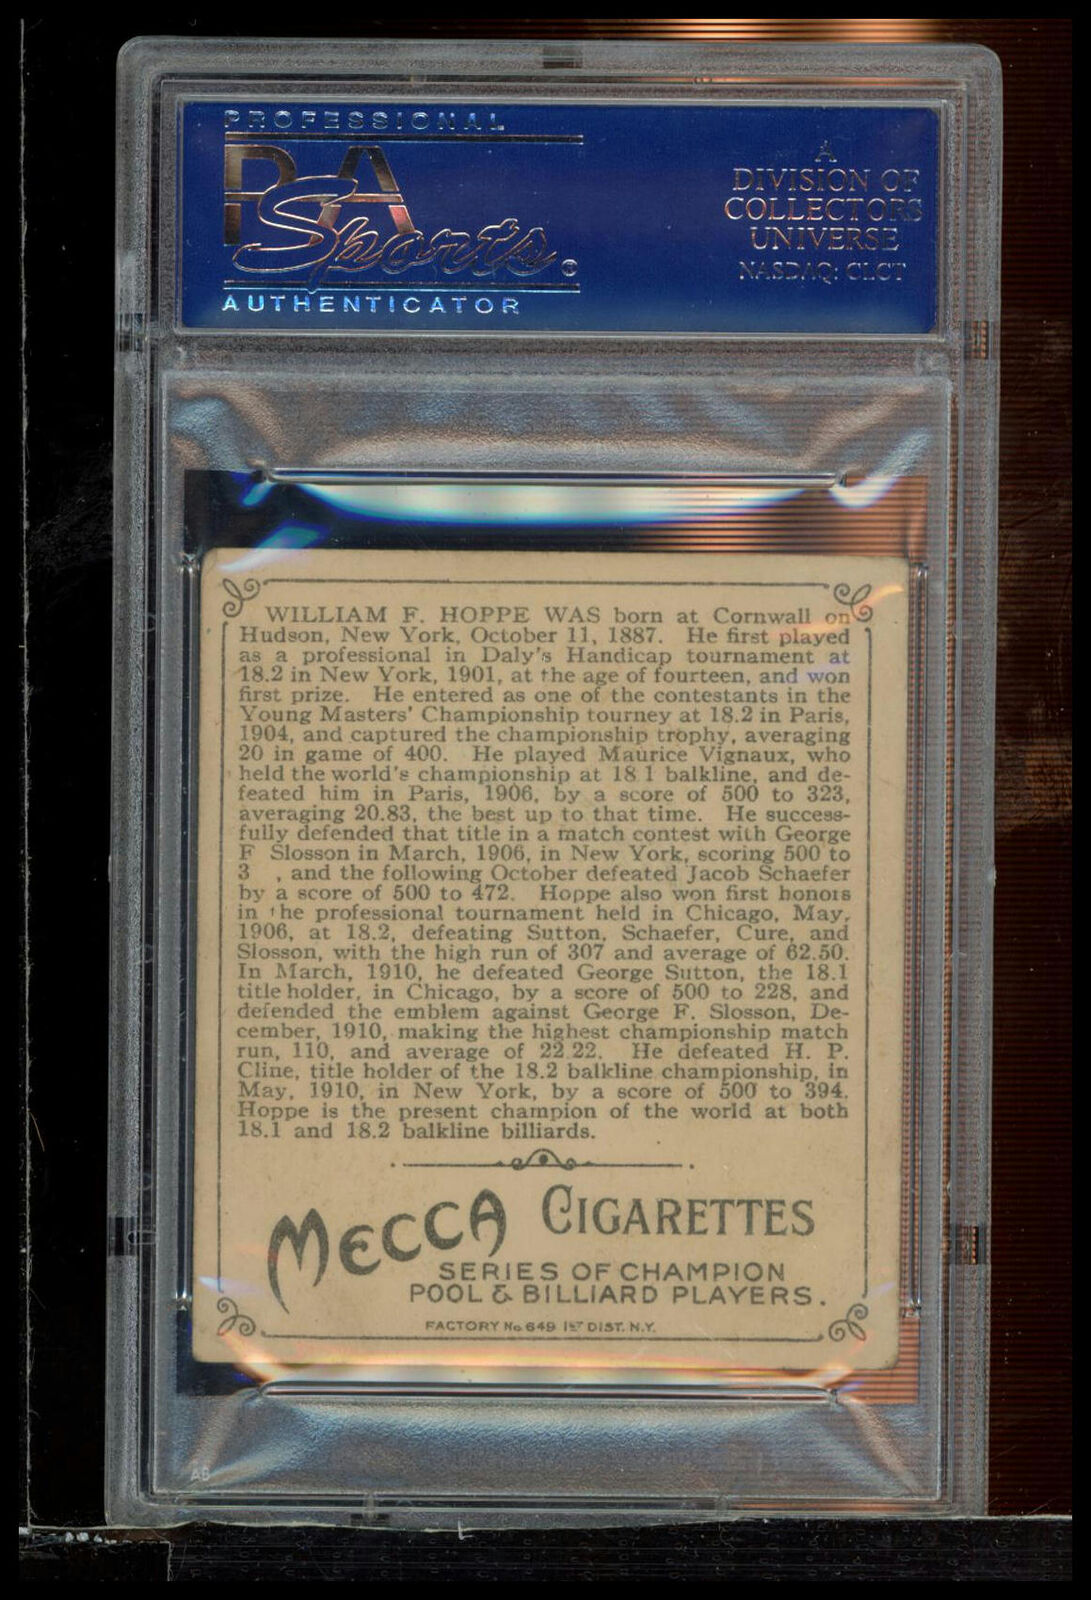 PROFESSIONAL
PSA
Sports®
AUTHENTICATOR
A
DIVISION OF
COLLECTORS
UNIVERSE
NASDAQ: CLCT
WILLIAM F. HOPPE WAS born at Cornwall on
Hudson, New York, October 11, 1887. He first played
as a professional in Daly's Handicap tournament at
18.2 in New York, 1901, at the age of fourteen, and won
first prize. He entered as one of the contestants in the
Young Masters' Championship tourney at 18.2 in Paris,
1904, and captured the championship trophy, averaging
20 in game of 400. He played Maurice Vignaux, who
held the world's championship at 18 1 balkline, and de-
feated him in Paris, 1906, by a score of 500 to 323,
averaging 20.83, the best up to that time. He success-
fully defended that title in a match contest with George
F Slosson in March, 1906, in New York, scoring 500 to
3 , and the following October defeated Jacob Schaefer
by a score of 500 to 472. Hoppe also won first honors
in the professional tournament held in Chicago, May,
1906, at 18.2, defeating Sutton, Schaefer, Cure, and
Slosson, with the high run of 307 and average of 62.50.
In March, 1910, he defeated George Sutton, the 18.1
title holder, in Chicago, by a score of 500 to 228, and
defended the emblem against George F. Slosson, De-
cember, 1910, making the highest championship match
run, 110, and average of 22 22. He defeated H. P.
Cline, title holder of the 18.2 balkline championship, in
May, 1910, in New York, by a score of 500 to 394.
Hoppe is the present champion of the world at both
18.1 and 18.2 balkline billiards.
MECCA CIGARETTES
SERIES OF CHAMPION
POOL & BILLIARD PLAYERS.
FACTORY No. 649 1ST DIST. N.Y.
AB